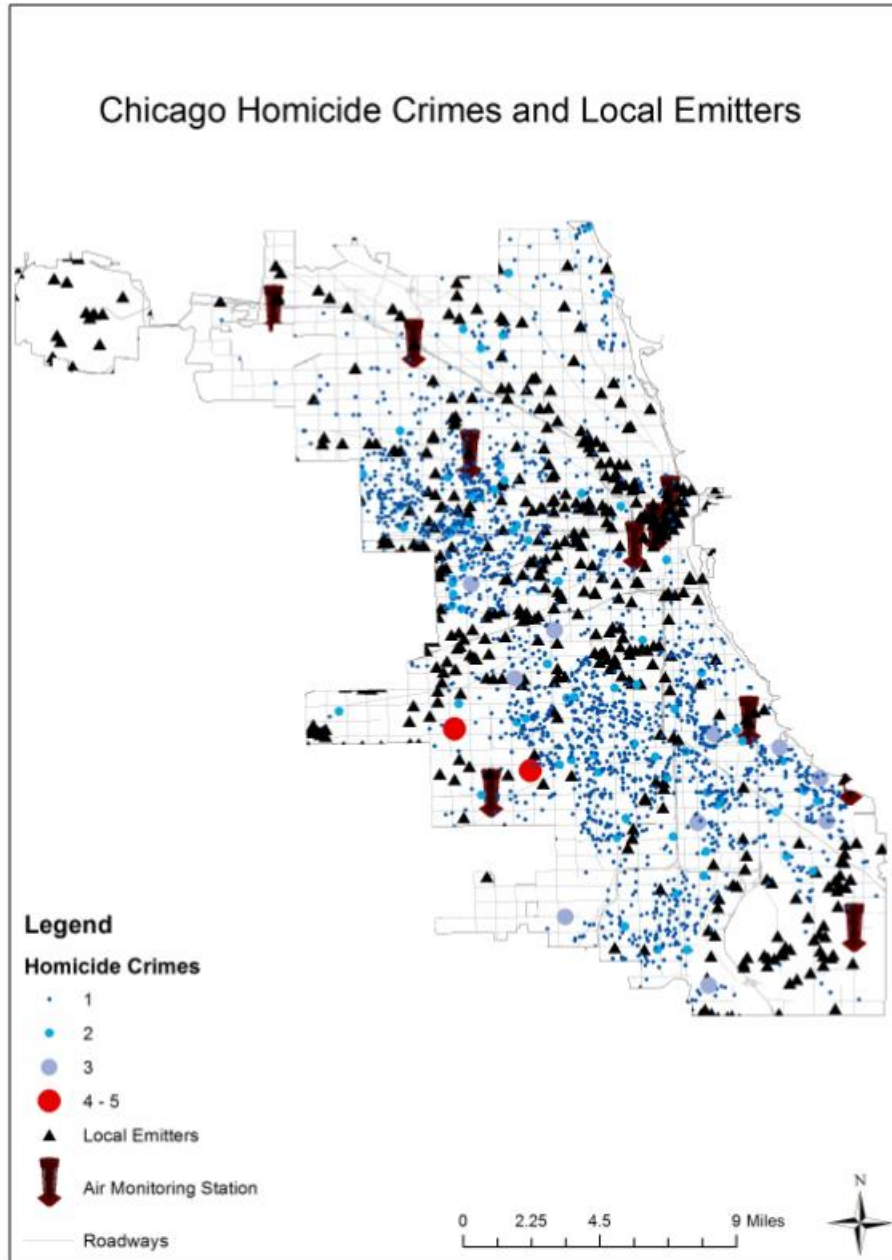 Chicago Homicide Crimes and Local Emitters
Legend
Homicide Crimes
1
2
3
4 - 5
Local Emitters
Air Monitoring Station
Roadways
0 2.25 4.5 9 Miles
N